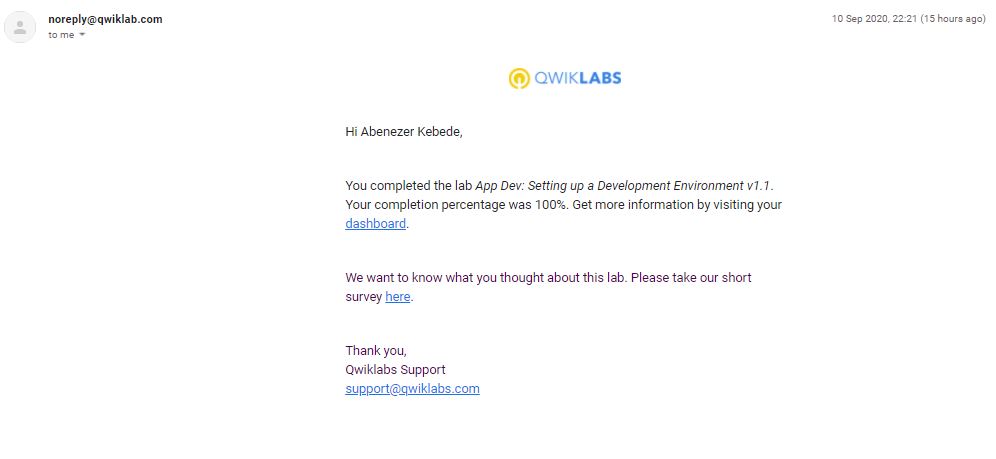 noreply@qwiklab.com
10 Sep 2020, 22:21 (15 hours ago)
to me
QWIKLABS
Hi Abenezer Kebede,
You completed the lab App Dev: Setting up a Development Environment v1.1.
Your completion percentage was 100%. Get more information by visiting your
dashboard.
We want to know what you thought about this lab. Please take our short
survey here.
Thank you,
Qwiklabs Support
support@qwiklabs.com